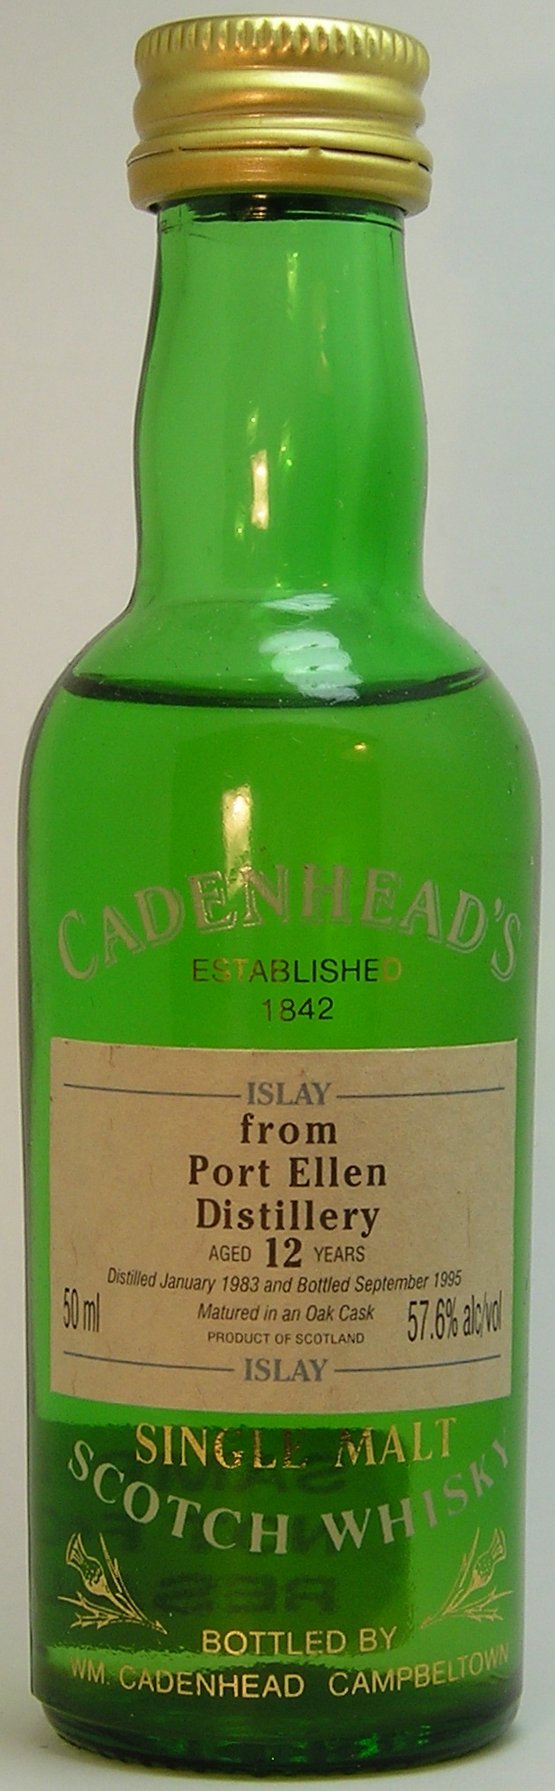 CADENHEAD'S
ESTABLISHED
1842
ISLAY
from
Port Ellen
Distillery
AGED 12 YEARS
Distilled January 1983 and Bottled September 1995
50 ml
Matured in an Oak Cask
57.6% alc/vol
PRODUCT OF SCOTLAND
ISLAY
SINGLE MALT
SCOTCH WHISKY
BOTTLED BY
WM. CADENHEAD CAMPBELTOWN